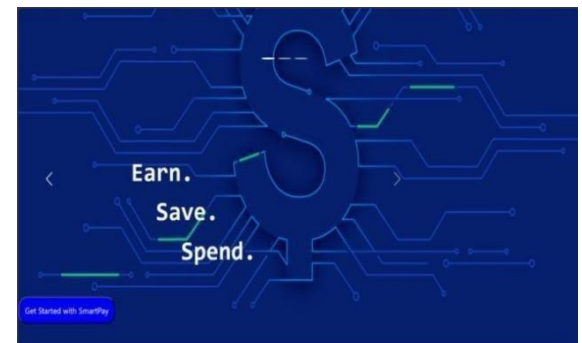 Earn.
Save.
Spend.
Get Started with SmartPay